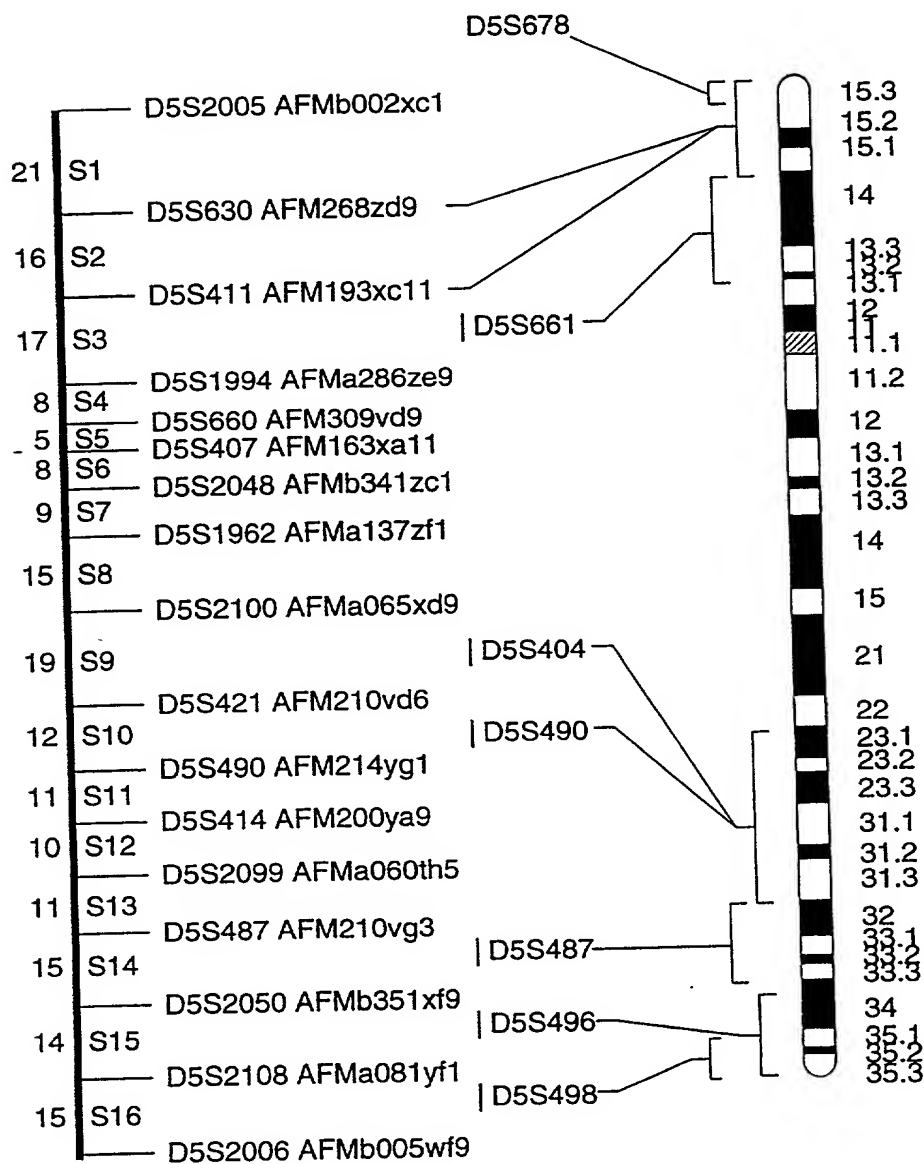 D5S678
D5S2005 AFMb002xc1
21 S1
D5S630 AFM268zd9
16 S2
D5S411 AFM193xc11
17 S3
D5S1994 AFMa286ze9
8 S4
D5S660 AFM309vd9
5 S5
D5S407 AFM163xa11
8 S6
D5S2048 AFMb341zc1
9 S7
D5S1962 AFMa137zf1
15 S8
D5S2100 AFMa065xd9
19 S9
D5S421 AFM210vd6
12 S10
D5S490 AFM214yg1
11 S11
D5S414 AFM200ya9
10 S12
D5S2099 AFMa060th5
11 S13
D5S487 AFM210vg3
15 S14
D5S2050 AFMb351xf9
14 S15
D5S2108 AFMa081yf1
15 S16
D5S2006 AFMb005wf9
D5S661
D5S404
D5S490
D5S487
D5S496
D5S498
15.3
15.2
15.1
14
13.3
13.2
13.1
12
11
11.1
11.2
12
13.1
13.2
13.3
14
15
21
22
23.1
23.2
23.3
31.1
31.2
31.3
32
33.1
33.2
33.3
34
35.1
35.2
35.3